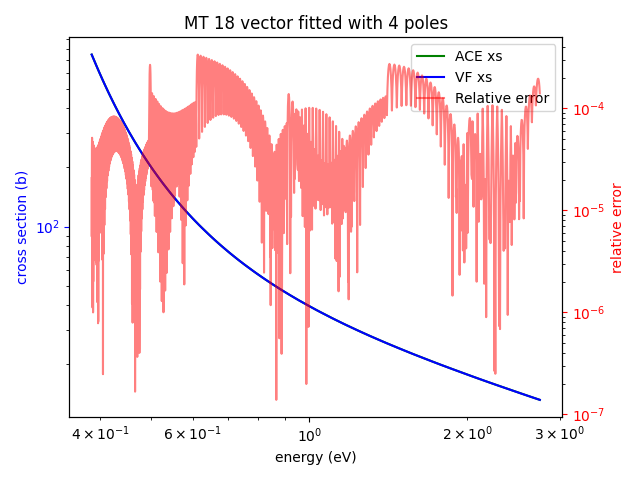 MT 18 vector fitted with 4 poles
ACE xs
VF xs
Relative error
cross section (b)
10²
10⁻⁴
10⁻⁵
10⁻⁶
10⁻⁷
relative error
4 × 10⁻¹
6 × 10⁻¹
10⁰
2 × 10⁰
3 × 10⁰
energy (eV)